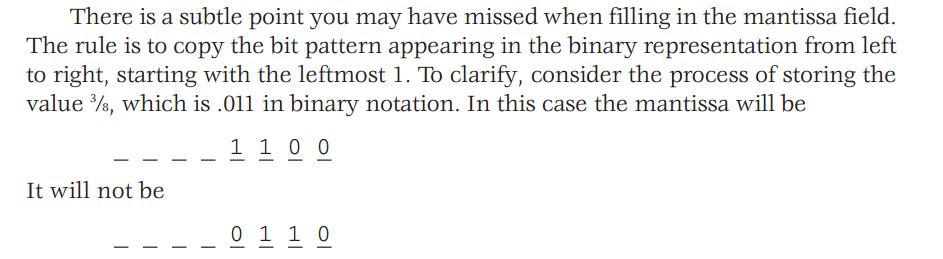 There is a subtle point you may have missed when filling in the mantissa field.
The rule is to copy the bit pattern appearing in the binary representation from left
to right, starting with the leftmost 1. To clarify, consider the process of storing the
value ⅜, which is .011 in binary notation. In this case the mantissa will be
_ _ _ _ 1 1 0 0
It will not be
_ _ _ _ 0 1 1 0